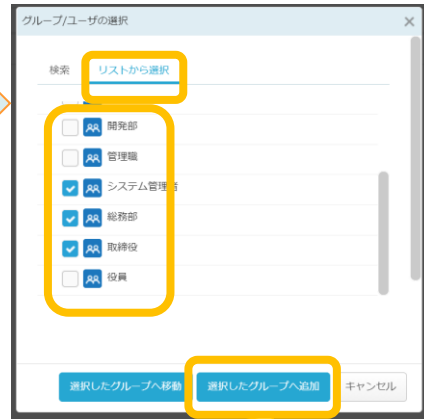 グループ/ユーザの選択 ×
検索 リストから選択
開発部
管理職
システム管理者
総務部
取締役
役員
選択したグループへ移動 選択したグループへ追加 キャンセル